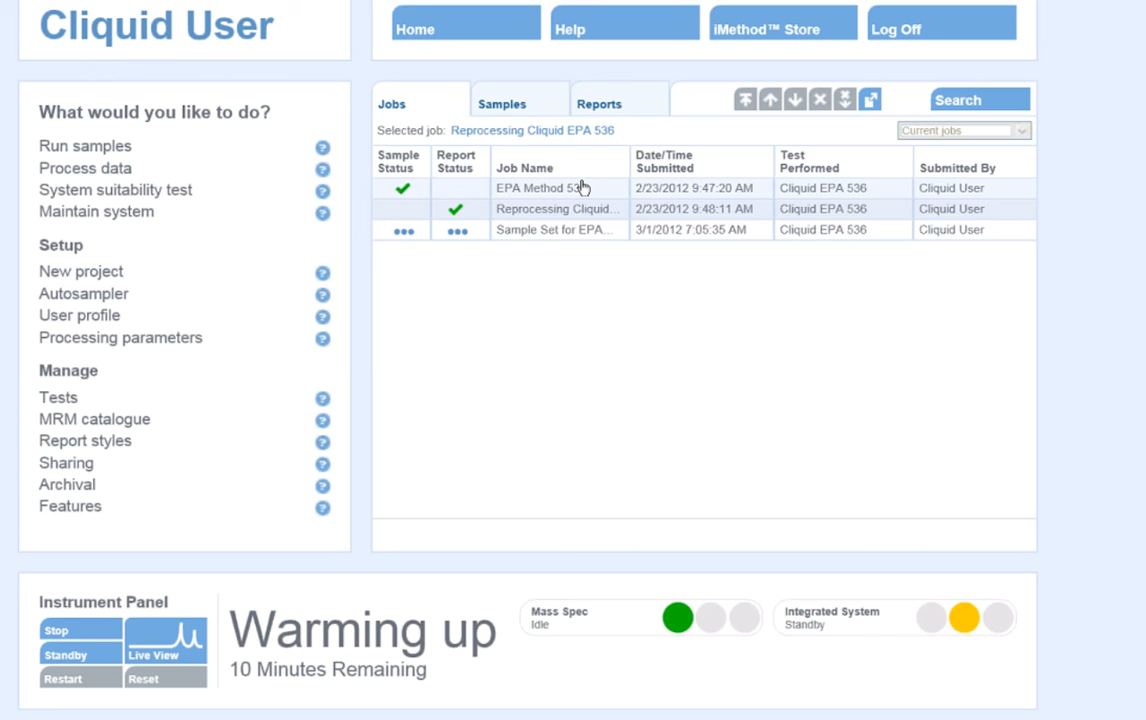 Cliquid User
Home
Help
iMethod™ Store
Log Off
What would you like to do?
Run samples
Process data
System suitability test
Maintain system
Setup
New project
Autosampler
User profile
Processing parameters
Manage
Tests
MRM catalogue
Report styles
Sharing
Archival
Features
Jobs
Samples
Reports
Search
Selected job: Reprocessing Cliquid EPA 536
Current jobs
Sample Status Report Status Job Name Date/Time Submitted Test Performed Submitted By
EPA Method 2/23/2012 9:47:20 AM Cliquid EPA 536 Cliquid User
Reprocessing Cliquid... 2/23/2012 9:48:11 AM Cliquid EPA 536 Cliquid User
Sample Set for EPA... 3/1/2012 7:05:35 AM Cliquid EPA 536 Cliquid User
Instrument Panel
Stop
Standby
Live View
Restart
Reset
Warming up
10 Minutes Remaining
Mass Spec
Idle
Integrated System
Standby